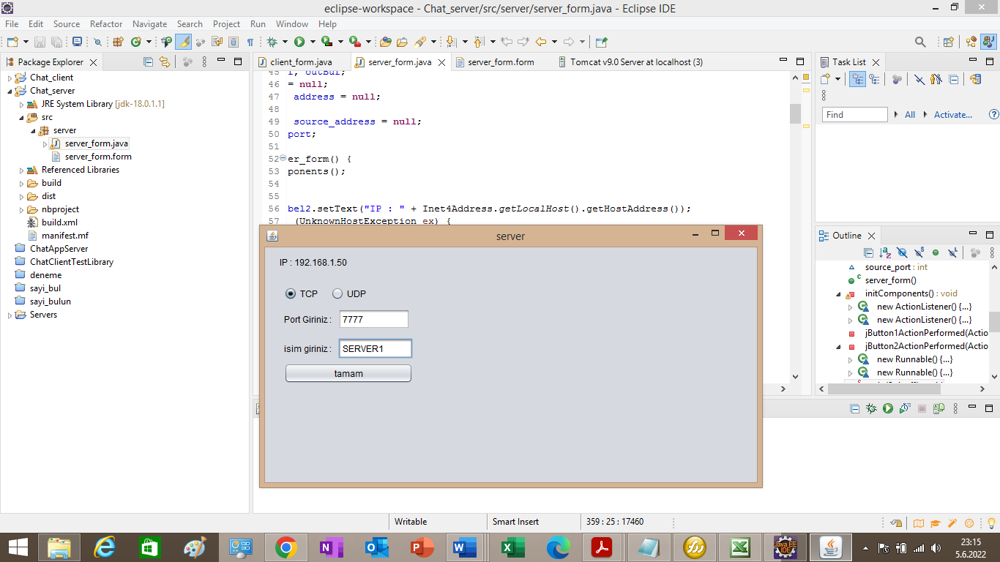 eclipse-workspace - Chat_server/src/server/server_form.java - Eclipse IDE
File Edit Source Refactor Navigate Search Project Run Window Help
Package Explorer
Chat_client
Chat_server
JRE System Library [jdk-18.0.1.1]
src
server
server_form.java
server_form.form
Referenced Libraries
build
dist
nbproject
build.xml
manifest.mf
ChatAppServer
ChatClientTestLibrary
deneme
sayi_bul
sayi_bulun
Servers
client_form.java server_form.java server_form.form Tomcat v9.0 Server at localhost (3)
45 r, outBuf;
46 = null;
47 address = null;
48
49 source_address = null;
50 port;
51
52 er_form() {
53 ponents();
54
55
56 bel2.setText("IP : " + Inet4Address.getLocalHost().getHostAddress());
57 (UnknownHostException ex) {
server
IP : 192.168.1.50
TCP UDP
Port Giriniz : 7777
isim giriniz : SERVER1
tamam
Task List
Find All Activate...
Outline
source_port : int
server_form()
initComponents() : void
new ActionListener() {...}
new ActionListener() {...}
jButton1ActionPerformed(Actio
jButton2ActionPerformed(Actio
new Runnable() {...}
new Runnable() {...}
Writable Smart Insert 359 : 25 : 17460
Java EE
IDE
23:15
5.6.2022